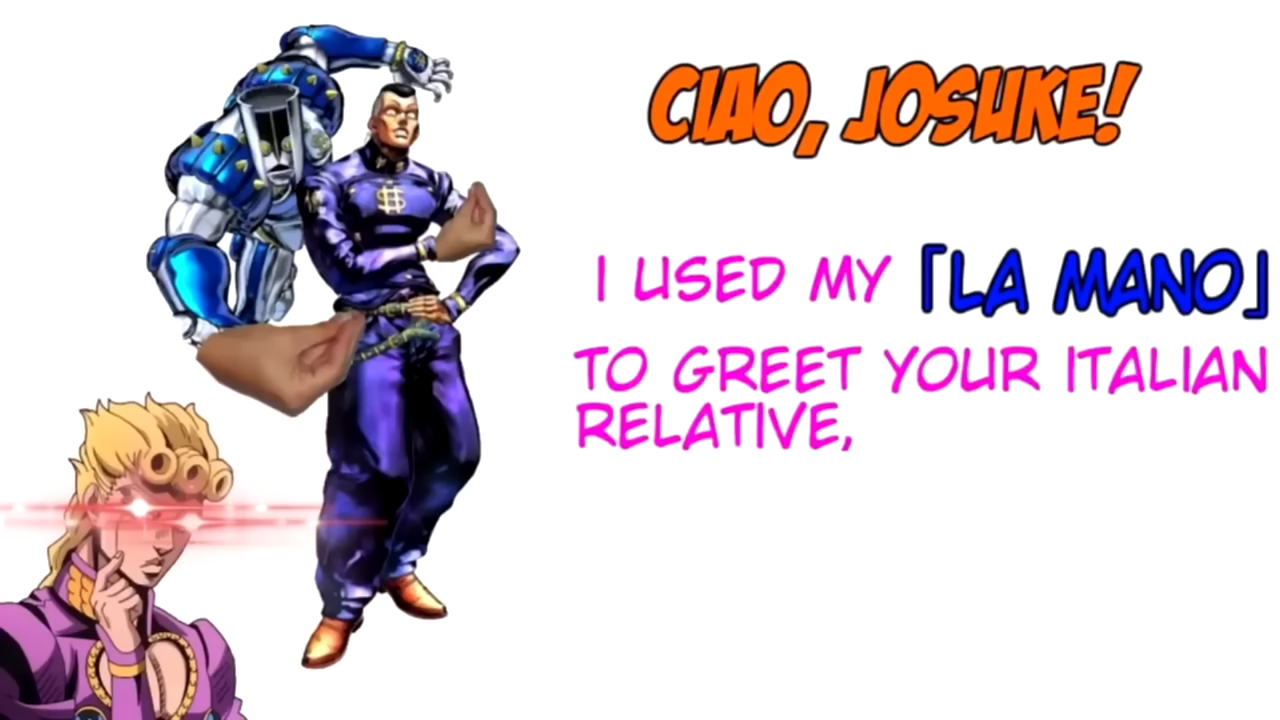 CIAO, JOSUKE!
I USED MY 「LA MANO」
TO GREET YOUR ITALIAN
RELATIVE,